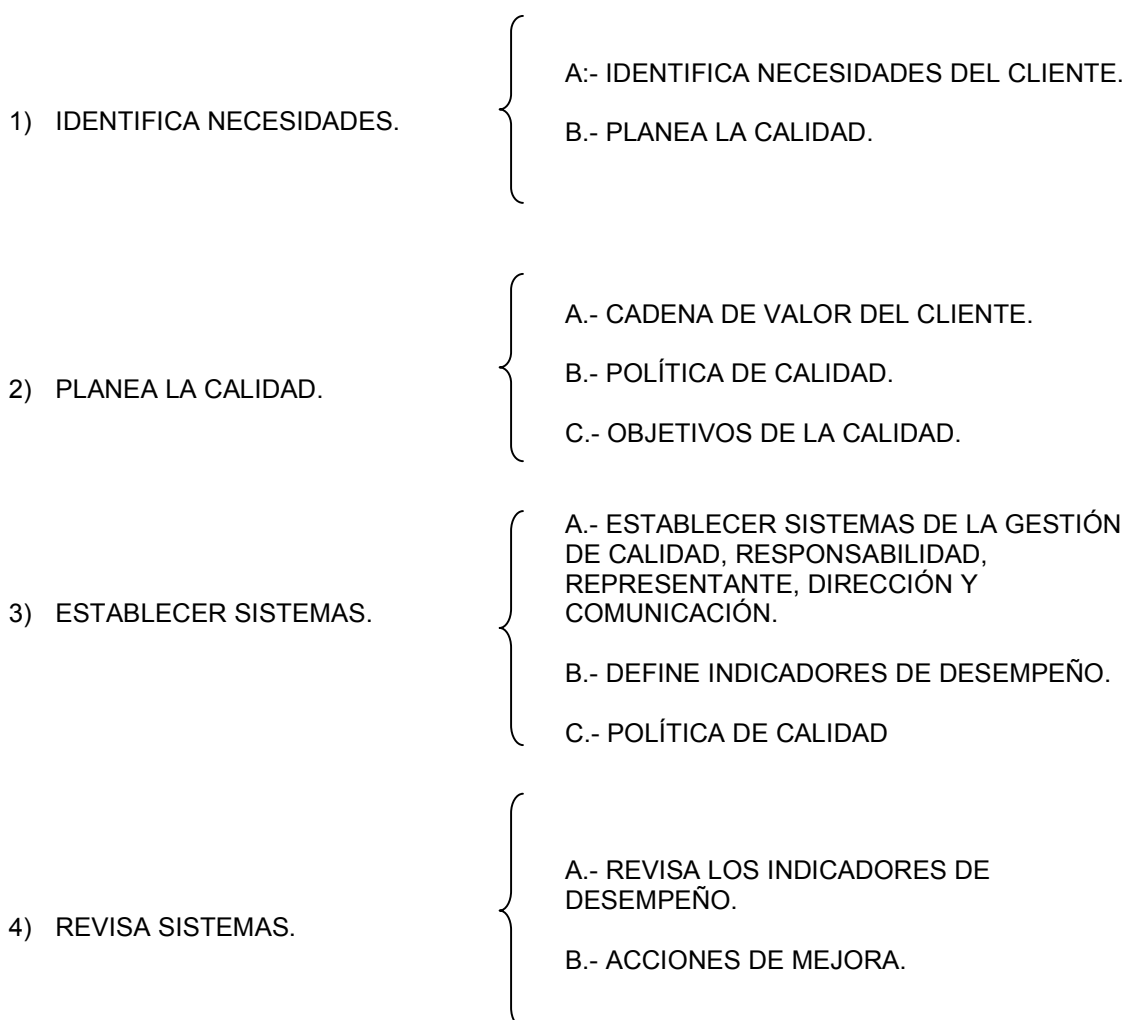 1) IDENTIFICA NECESIDADES.
A:- IDENTIFICA NECESIDADES DEL CLIENTE.
B.- PLANEA LA CALIDAD.
2) PLANEA LA CALIDAD.
A.- CADENA DE VALOR DEL CLIENTE.
B.- POLÍTICA DE CALIDAD.
C.- OBJETIVOS DE LA CALIDAD.
3) ESTABLECER SISTEMAS.
A.- ESTABLECER SISTEMAS DE LA GESTIÓN
DE CALIDAD, RESPONSABILIDAD,
REPRESENTANTE, DIRECCIÓN Y
COMUNICACIÓN.
B.- DEFINE INDICADORES DE DESEMPEÑO.
C.- POLÍTICA DE CALIDAD
4) REVISA SISTEMAS.
A.- REVISA LOS INDICADORES DE
DESEMPEÑO.
B.- ACCIONES DE MEJORA.